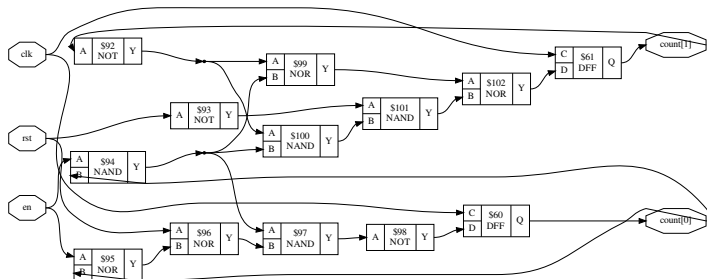 clk
A $92 NOT Y
A B $99 NOR Y
C D $61 DFF Q
count[1]
A B $102 NOR Y
A $93 NOT Y
A B $101 NAND Y
rst
A B $100 NAND Y
A B $94 NAND Y
en
A B $96 NOR Y
A B $97 NAND Y
A $98 NOT Y
C D $60 DFF Q
count[0]
A B $95 NOR Y